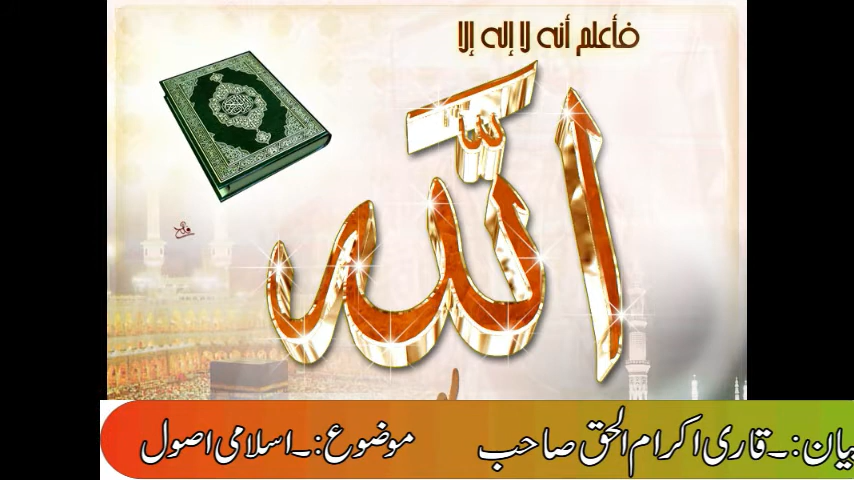 فأعلم أنه لا إله إلا
الله
بیان:۔قاری اکرام الحق صاحب موضوع:۔اسلامی اصول